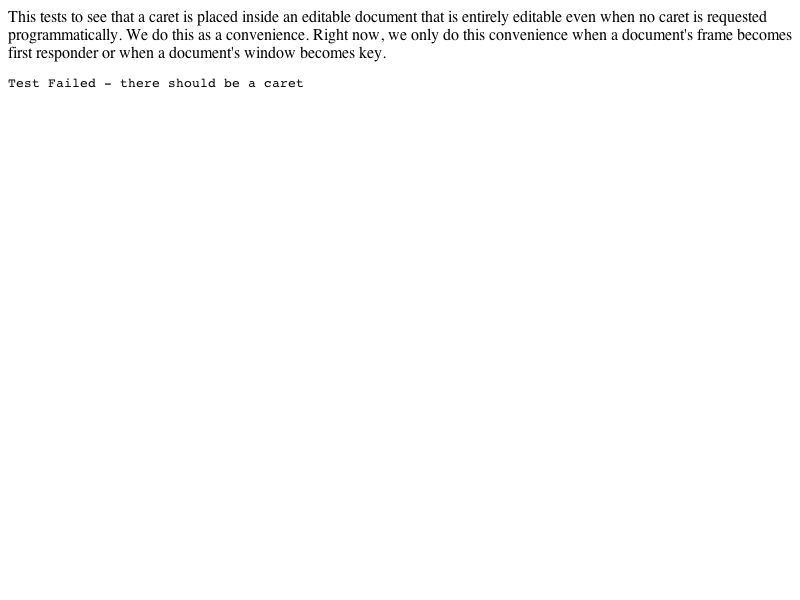 This tests to see that a caret is placed inside an editable document that is entirely editable even when no caret is requested
programmatically. We do this as a convenience. Right now, we only do this convenience when a document's frame becomes
first responder or when a document's window becomes key.
Test Failed - there should be a caret